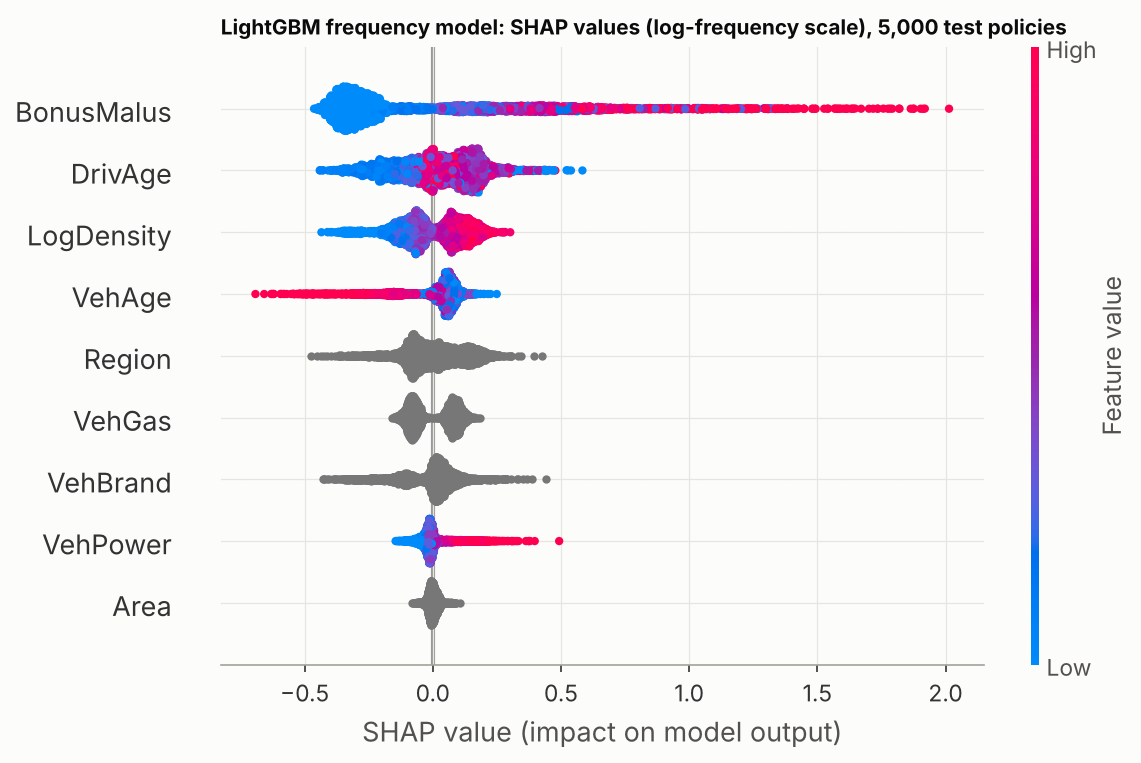 LightGBM frequency model: SHAP values (log-frequency scale), 5,000 test policies
High
BonusMalus
DrivAge
LogDensity
VehAge
Region
VehGas
VehBrand
VehPower
Area
Feature value
Low
−0.5
0.0
0.5
1.0
1.5
2.0
SHAP value (impact on model output)